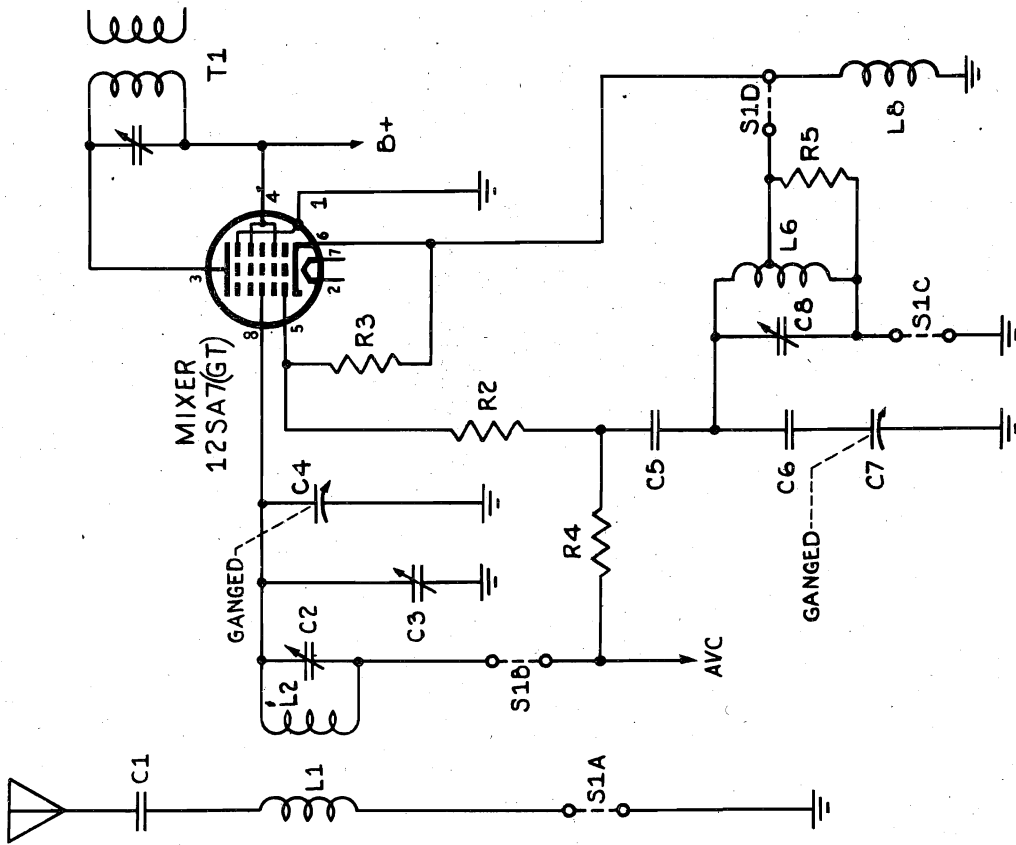 T1
B+
MIXER
12SA7(GT)
3
8
4
1
5
6
2
7
R3
R2
GANGED
C4
C3
C2
L2
S1B
R4
AVC
C1
L1
S1A
S1D
L8
R5
L6
C8
S1C
C5
C6
C7
GANGED